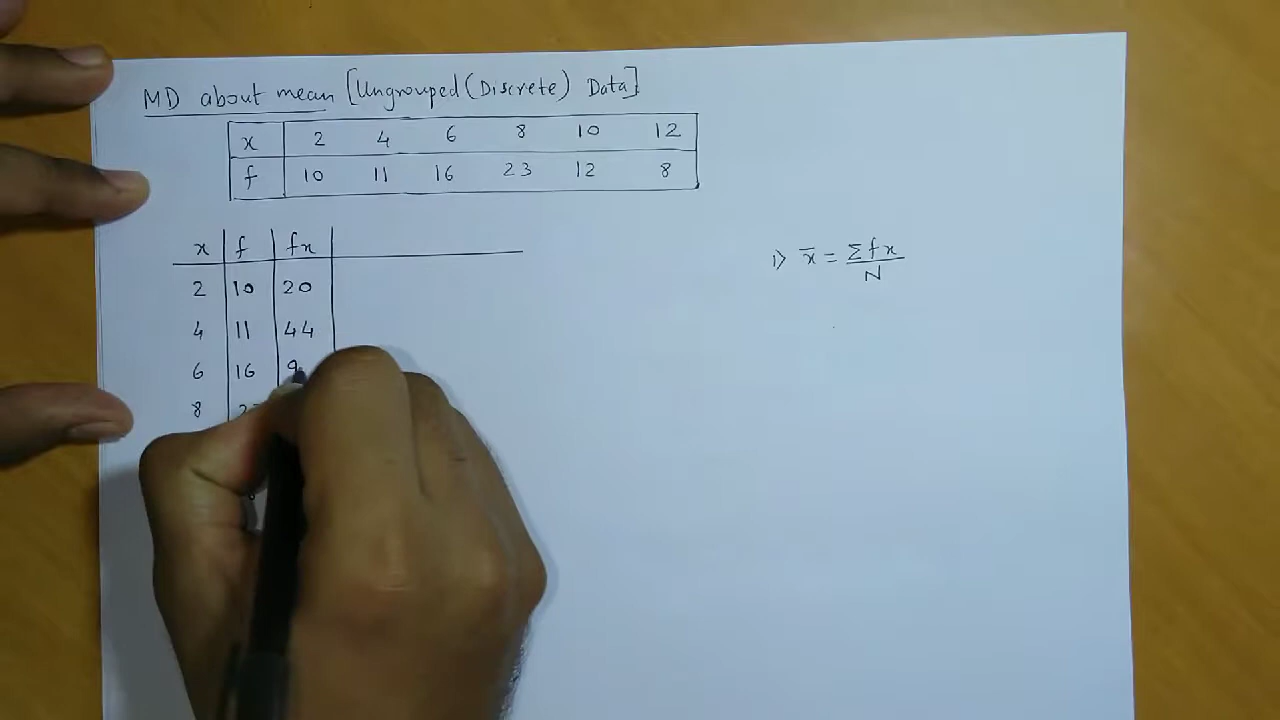 MD about mean [Ungrouped (Discrete) Data]
x 2 4 6 8 10 12
f 10 11 16 23 12 8
x f fx
2 10 20
4 11 44
6 16 9
8
i) x̄ = Σfx / N